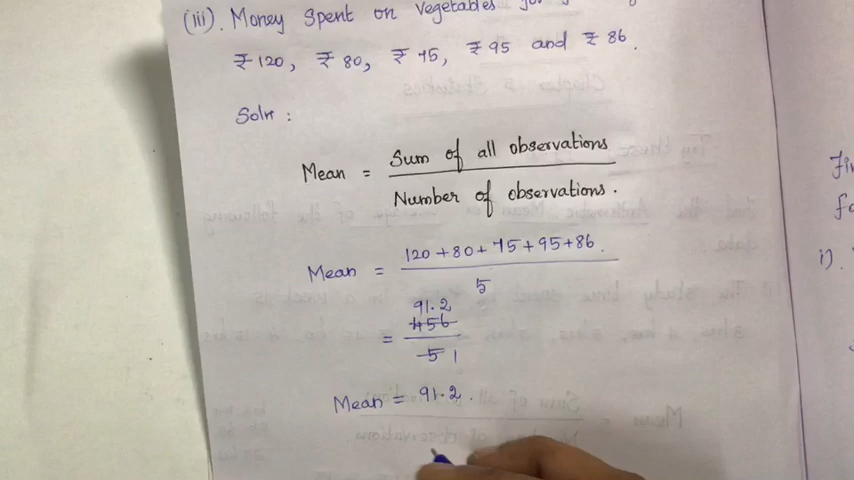 (iii). Money Spent on Vegetables
₹ 120, ₹ 80, ₹ 75, ₹ 95 and ₹ 86.
Soln :
Mean = Sum of all observations
Number of observations.
Mean = 120 + 80 + 75 + 95 + 86.
5
91.2
= 456
5 1
Mean = 91.2.
i).